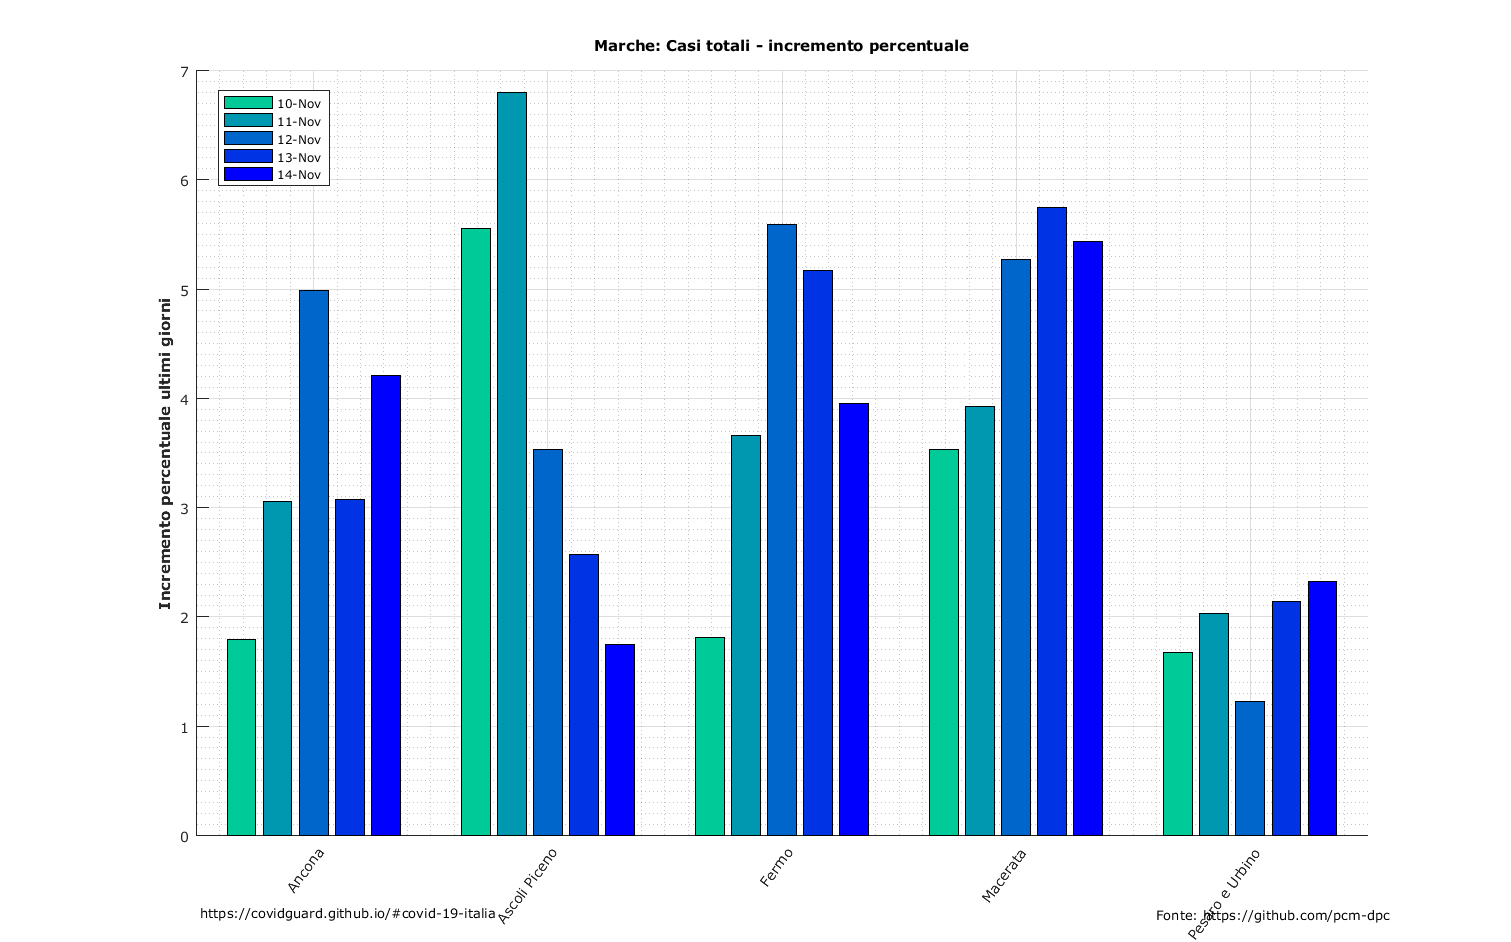 Marche: Casi totali - incremento percentuale
7
6
5
4
3
2
1
0
Incremento percentuale ultimi giorni
10-Nov
11-Nov
12-Nov
13-Nov
14-Nov
Ancona
Ascoli Piceno
Fermo
Macerata
Pesaro e Urbino
https://covidguard.github.io/#covid-19-italia
Fonte: https://github.com/pcm-dpc